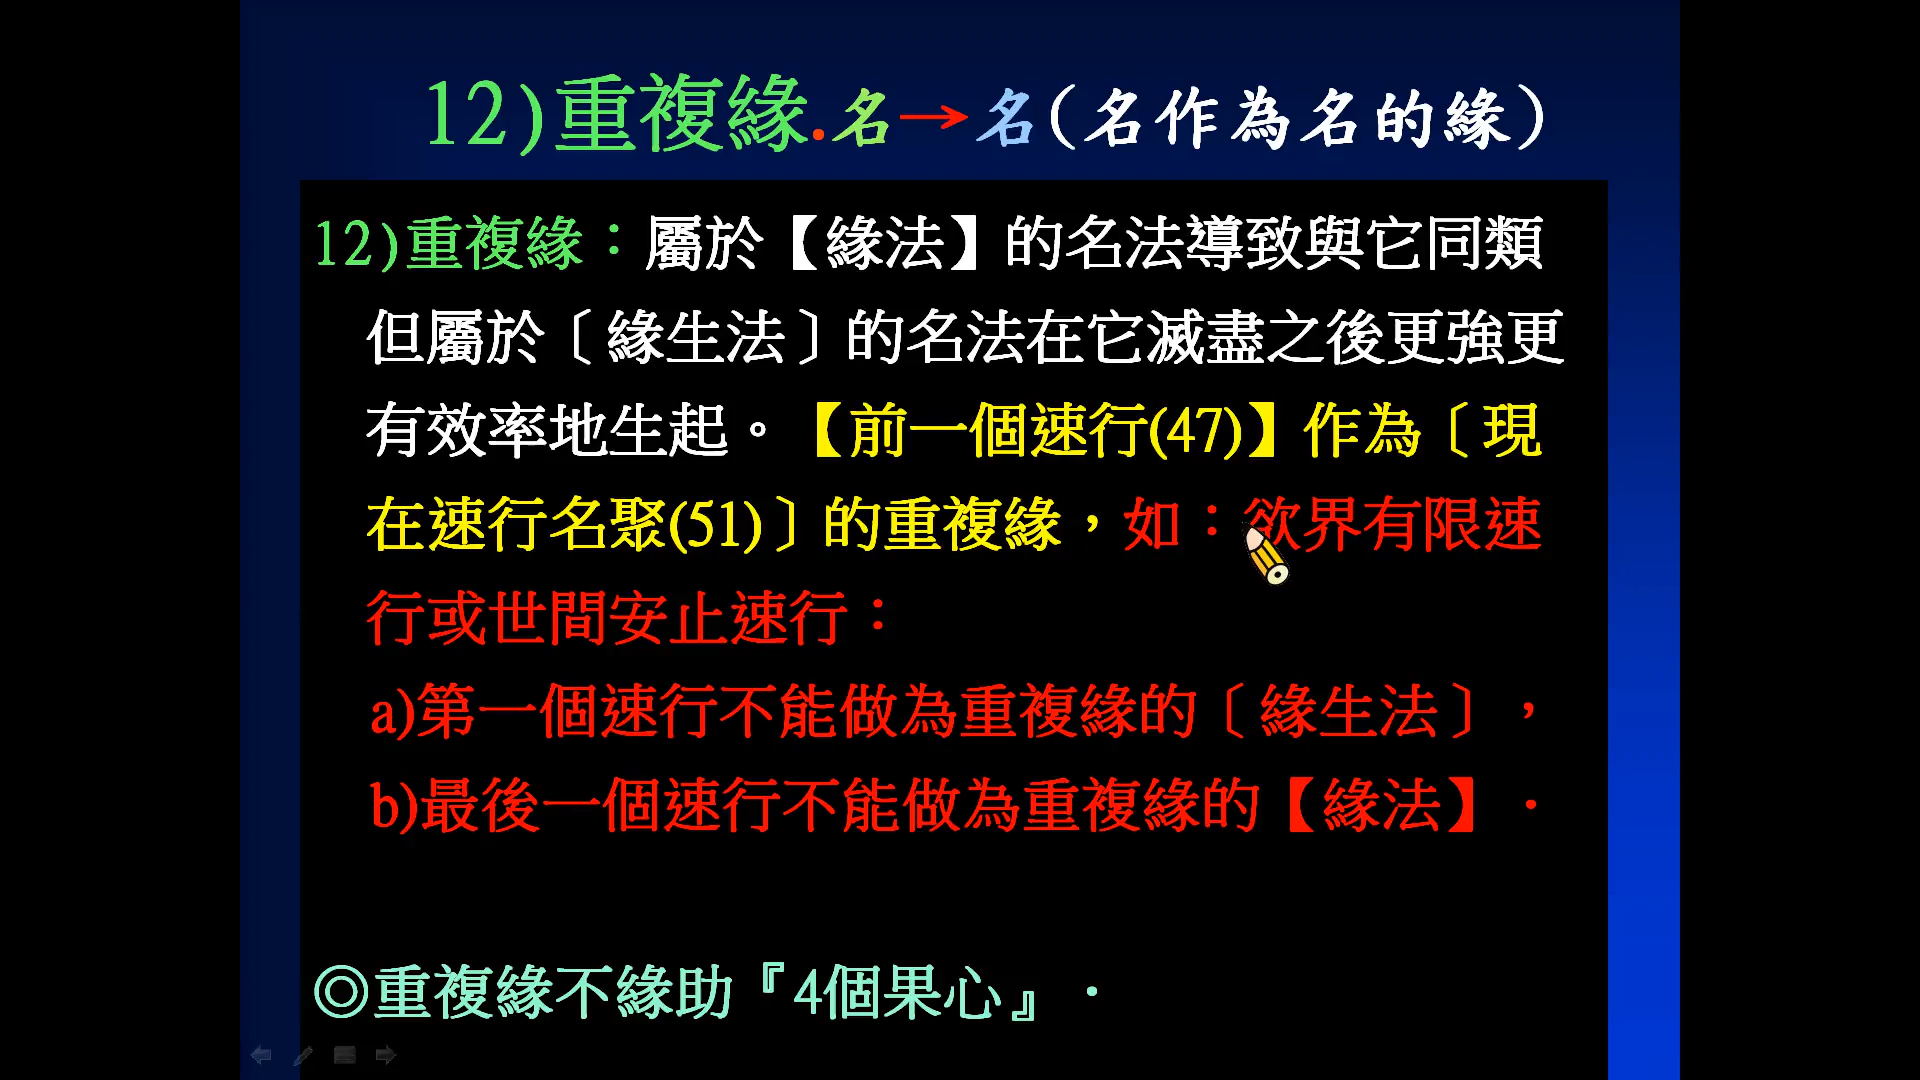 12)重複緣.名→名(名作為名的緣)
12)重複緣：屬於【緣法】的名法導致與它同類
但屬於〔緣生法〕的名法在它滅盡之後更強更
有效率地生起。【前一個速行(47)】作為〔現
在速行名聚(51)〕的重複緣，如：欲界有限速
行或世間安止速行：
a)第一個速行不能做為重複緣的〔緣生法〕，
b)最後一個速行不能做為重複緣的【緣法】．
◎重複緣不緣助『4個果心』．